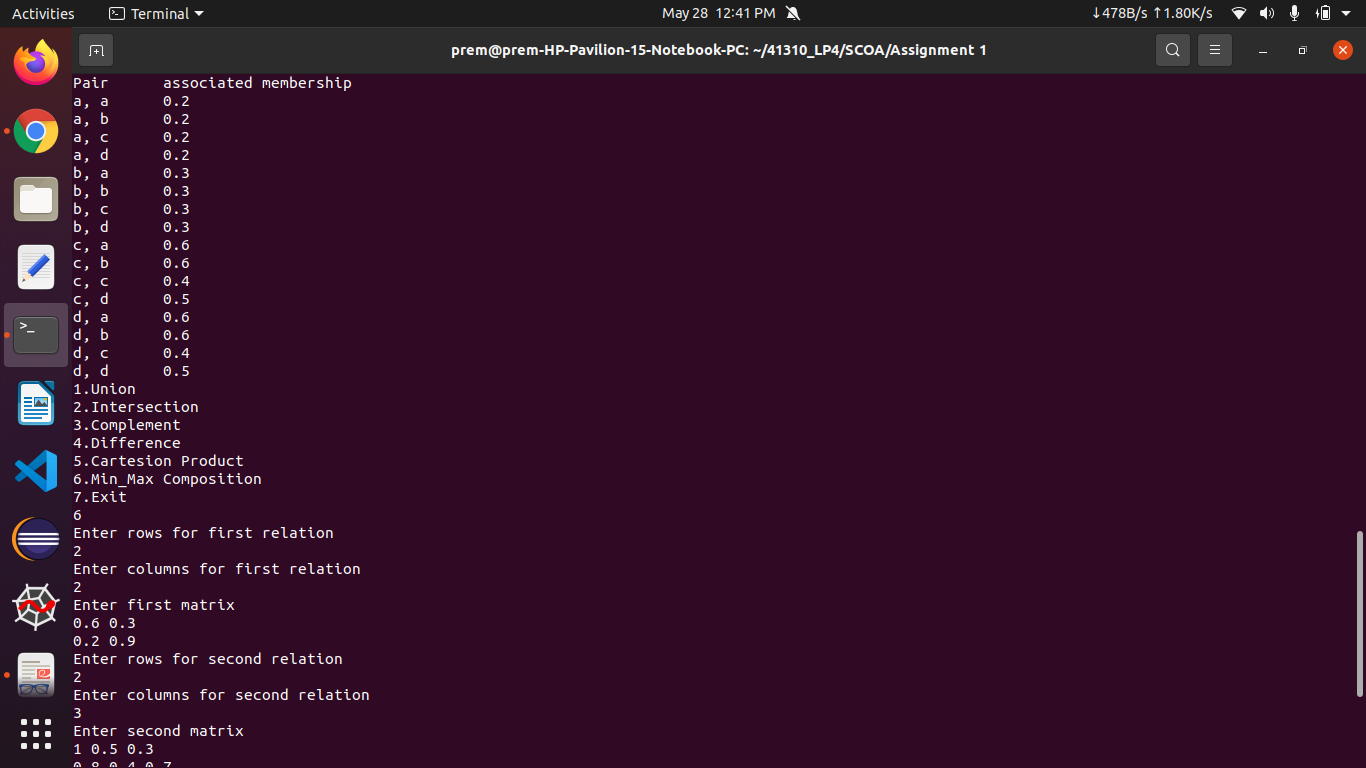 Activities
Terminal
May 28 12:41 PM
↓478B/s ↑1.80K/s
prem@prem-HP-Pavilion-15-Notebook-PC: ~/41310_LP4/SCOA/Assignment 1
Pair associated membership
a, a 0.2
a, b 0.2
a, c 0.2
a, d 0.2
b, a 0.3
b, b 0.3
b, c 0.3
b, d 0.3
c, a 0.6
c, b 0.6
c, c 0.4
c, d 0.5
d, a 0.6
d, b 0.6
d, c 0.4
d, d 0.5
1.Union
2.Intersection
3.Complement
4.Difference
5.Cartesion Product
6.Min_Max Composition
7.Exit
6
Enter rows for first relation
2
Enter columns for first relation
2
Enter first matrix
0.6 0.3
0.2 0.9
Enter rows for second relation
2
Enter columns for second relation
3
Enter second matrix
1 0.5 0.3
0.8 0.4 0.7